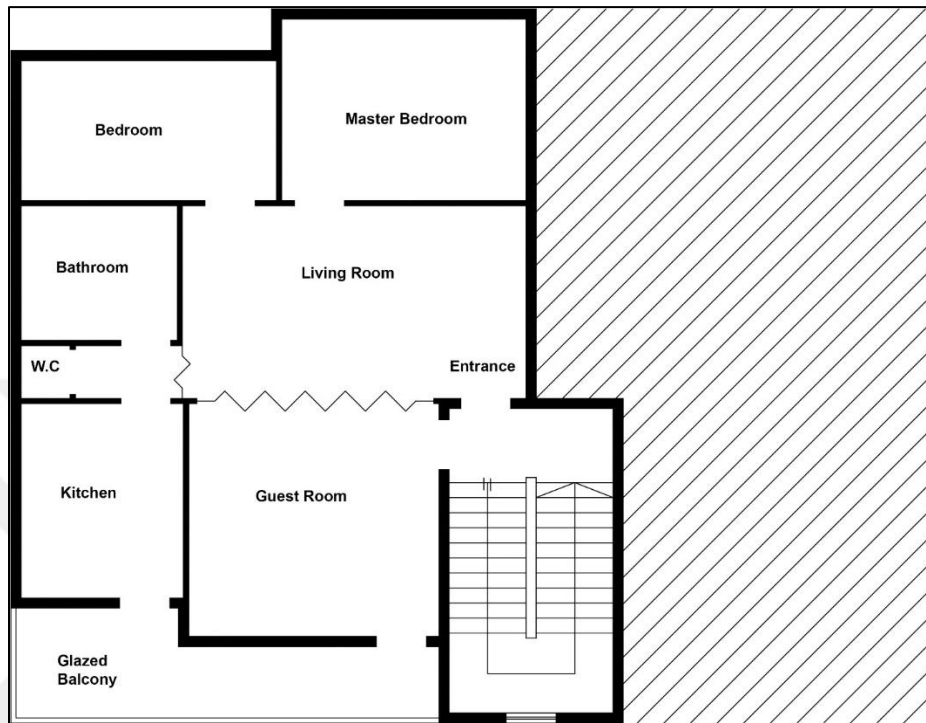 Master Bedroom
Bedroom
Bathroom
Living Room
W.C
Entrance
Kitchen
Guest Room
Glazed
Balcony